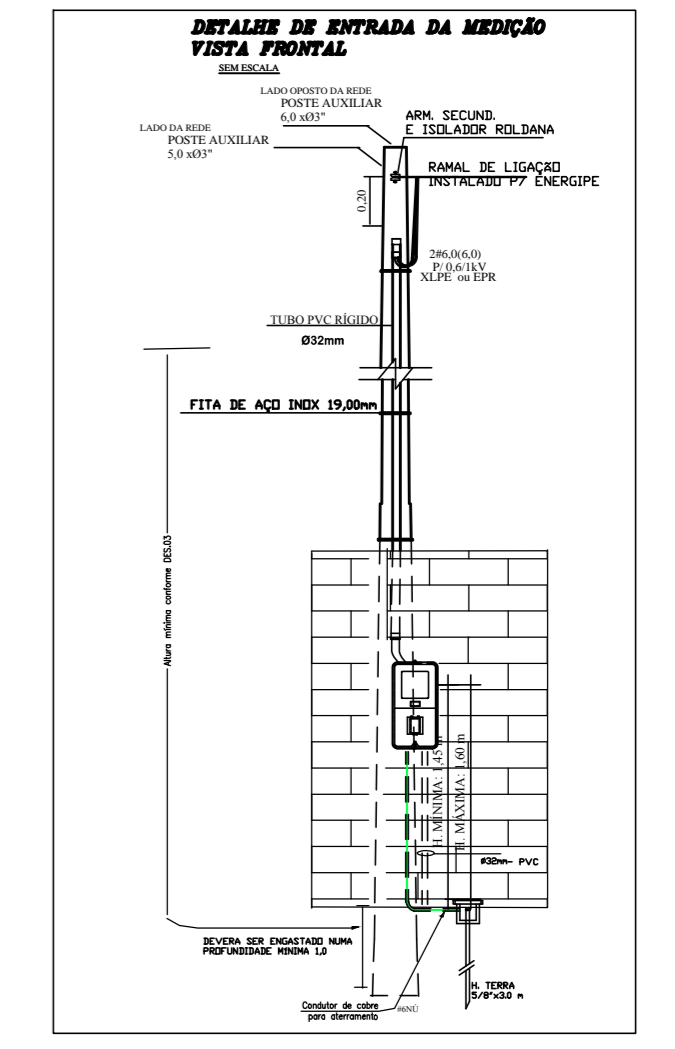 DETALHE DE ENTRADA DA MEDIÇÃO
VISTA FRONTAL
SEM ESCALA
LADO OPOSTO DA REDE
POSTE AUXILIAR
6,0 xØ3"
LADO DA REDE
POSTE AUXILIAR
5,0 xØ3"
ARM. SECUND.
E ISOLADOR ROLDANA
RAMAL DE LIGAÇÃO
INSTALADO P/ ENERGIPE
0,20
2#6,0(6,0)
P/ 0,6/1kV
XLPE ou EPR
TUBO PVC RÍGIDO
Ø32mm
FITA DE AÇO INOX 19,00mm
Altura mínima conforme DES.03
H. MÍNIMA: 1,45 m
H. MÁXIMA: 1,60 m
ø32mm- PVC
DEVERA SER ENGASTADO NUMA
PROFUNDIDADE MINIMA 1,0
H. TERRA
5/8"x3.0 m
Condutor de cobre
para aterramento
#6NÚ